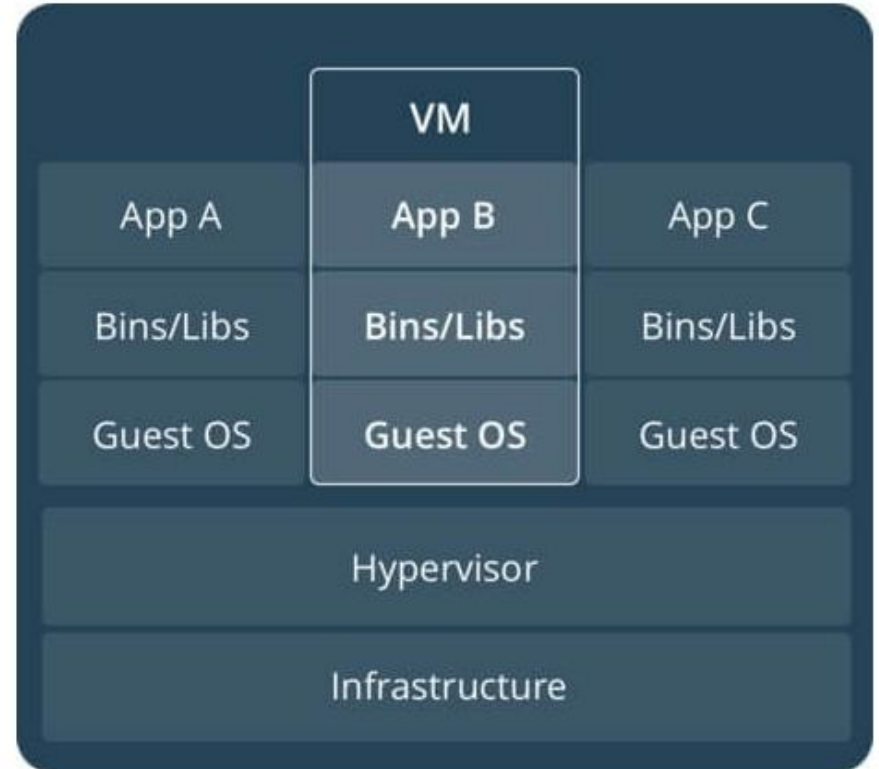 VM
App A App B App C
Bins/Libs Bins/Libs Bins/Libs
Guest OS Guest OS Guest OS
Hypervisor
Infrastructure